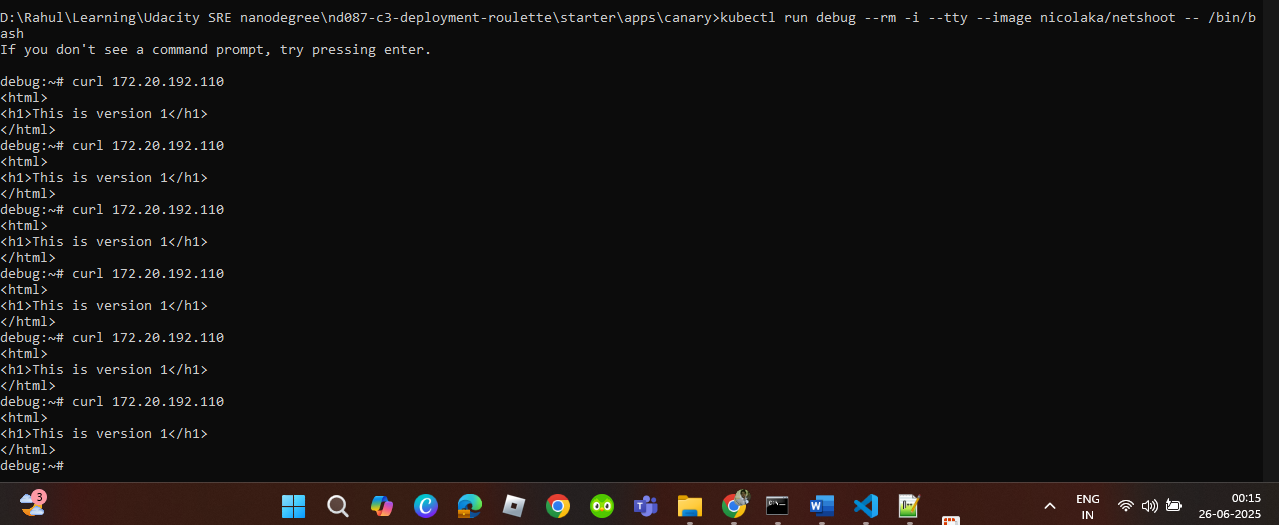 D:\Rahul\Learning\Udacity SRE nanodegree\nd087-c3-deployment-roulette\starter\apps\canary>kubectl run debug --rm -i --tty --image nicolaka/netshoot -- /bin/b
ash
If you don't see a command prompt, try pressing enter.
debug:~# curl 172.20.192.110
<html>
<h1>This is version 1</h1>
</html>
debug:~# curl 172.20.192.110
<html>
<h1>This is version 1</h1>
</html>
debug:~# curl 172.20.192.110
<html>
<h1>This is version 1</h1>
</html>
debug:~# curl 172.20.192.110
<html>
<h1>This is version 1</h1>
</html>
debug:~# curl 172.20.192.110
<html>
<h1>This is version 1</h1>
</html>
debug:~# curl 172.20.192.110
<html>
<h1>This is version 1</h1>
</html>
debug:~#
3
ENG
IN
00:15
26-06-2025